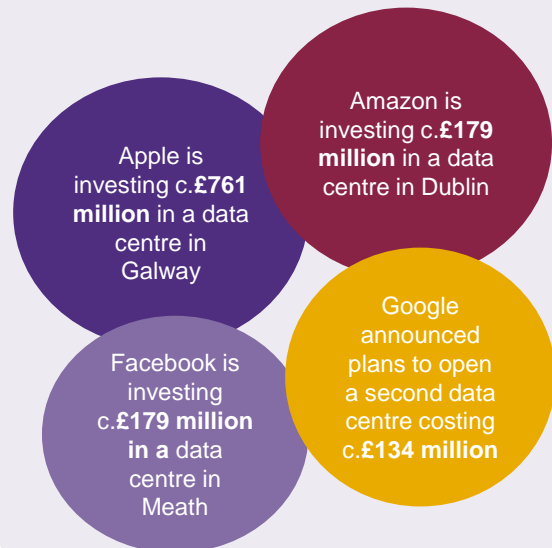 Apple is
investing c.£761
million in a data
centre in
Galway
Amazon is
investing c.£179
million in a data
centre in Dublin
Facebook is
investing
c.£179 million
in a data
centre in
Meath
Google
announced
plans to open
a second data
centre costing
c.£134 million